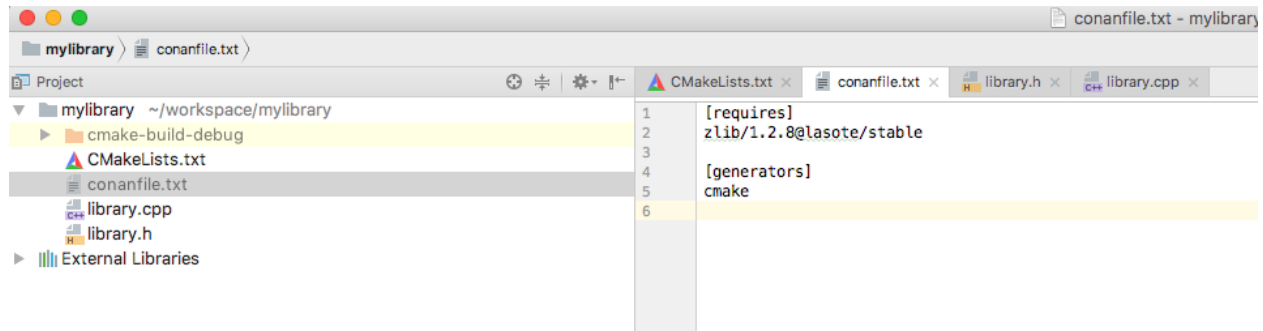 conanfile.txt - mylibrary
mylibrary conanfile.txt
Project
mylibrary ~/workspace/mylibrary
cmake-build-debug
CMakeLists.txt
conanfile.txt
C++ library.cpp
H library.h
External Libraries
CMakeLists.txt conanfile.txt H library.h C++ library.cpp
1 [requires]
2 zlib/1.2.8@lasote/stable
3
4 [generators]
5 cmake
6